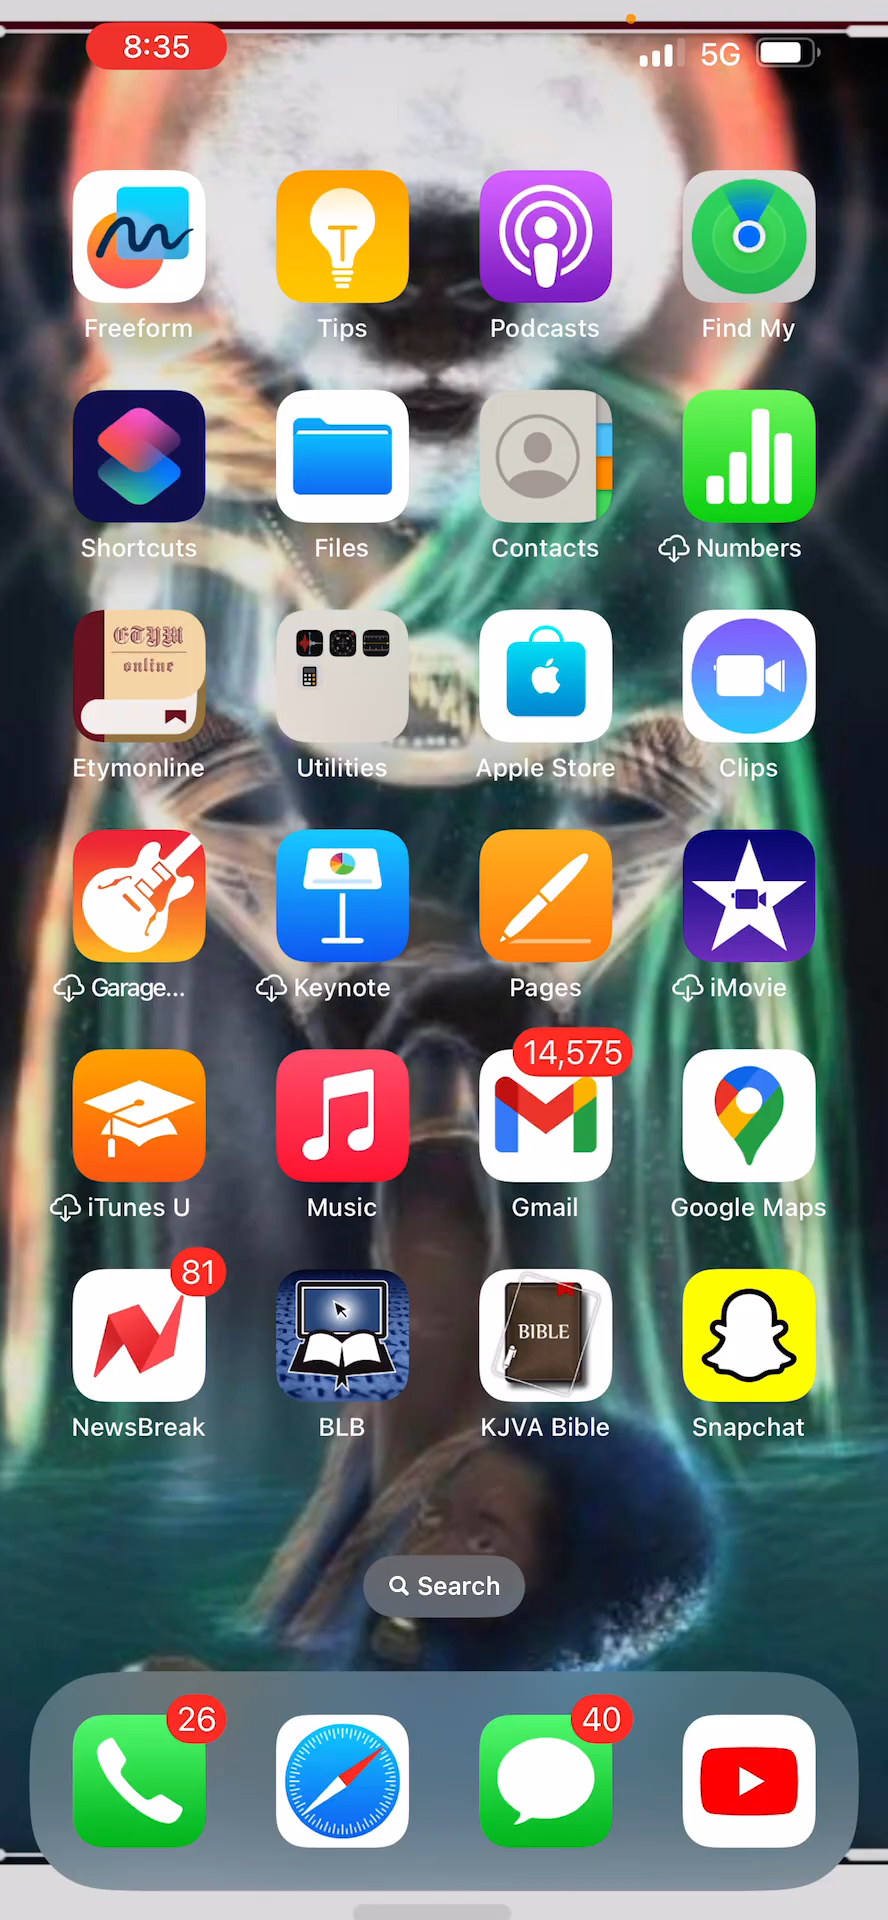 8:35 5G
Freeform Tips Podcasts Find My
Shortcuts Files Contacts Numbers
ETYM
online
Etymonline Utilities Apple Store Clips
Garage... Keynote Pages iMovie
14,575
iTunes U Music Gmail Google Maps
81
BIBLE
NewsBreak BLB KJVA Bible Snapchat
Search
26 40